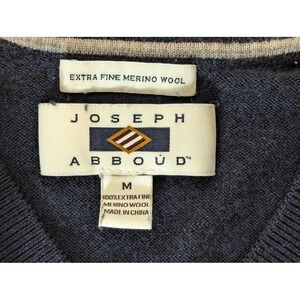 EXTRA FINE MERINO WOOL
JOSEPH
ABBOUD™
M
100% EXTRA FINE
MERINO WOOL
MADE IN CHINA